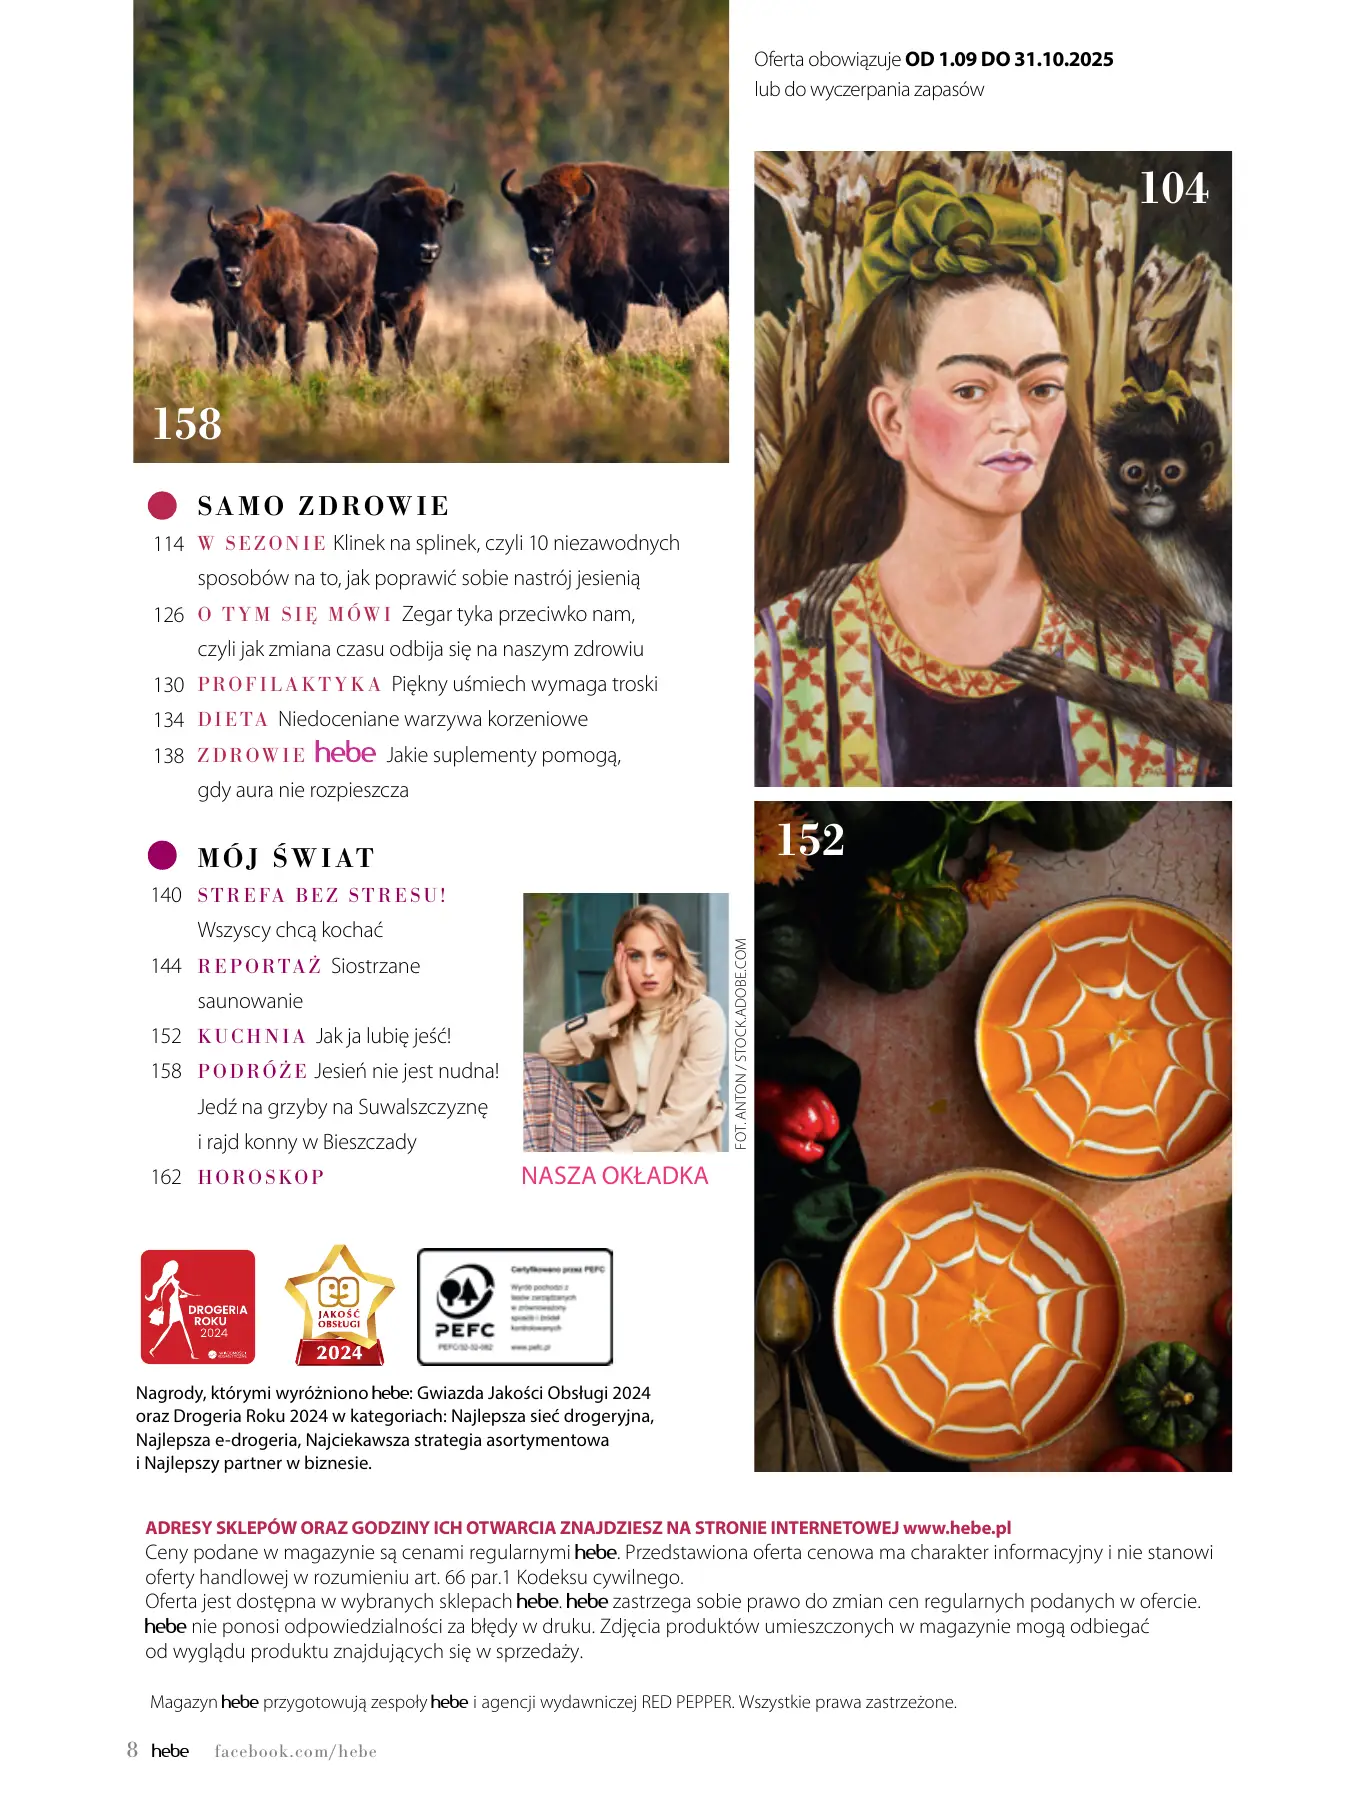 Oferta obowiązuje OD 1.09 DO 31.10.2025
lub do wyczerpania zapasów
158
104
SAMO ZDROWIE
114 W SEZONIE Klinek na splinek, czyli 10 niezawodnych
sposobów na to, jak poprawić sobie nastrój jesienią
126 O TYM SIĘ MÓWI Zegar tyka przeciwko nam,
czyli jak zmiana czasu odbija się na naszym zdrowiu
130 PROFILAKTYKA Piękny uśmiech wymaga troski
134 DIETA Niedoceniane warzywa korzeniowe
138 ZDROWIE hebe Jakie suplementy pomogą,
gdy aura nie rozpieszcza
MÓJ ŚWIAT
140 STREFA BEZ STRESU!
Wszyscy chcą kochać
144 REPORTAŻ Siostrzane
saunowanie
152 KUCHNIA Jak ja lubię jeść!
158 PODRÓŻE Jesień nie jest nudna!
Jedź na grzyby na Suwalszczyznę
i rajd konny w Bieszczady
162 HOROSKOP
FOT. ANTON / STOCK.ADOBE.COM
NASZA OKŁADKA
152
DROGERIA
ROKU
2024
JAKOŚĆ
OBSŁUGI
2024
PEFC
PEFC/32-32-082
Certyfikowano przez PEFC
Wyrób pochodzi z
lasów zarządzanych
w zrównoważony
sposób i źródeł
kontrolowanych
www.pefc.pl
Nagrody, którymi wyróżniono hebe: Gwiazda Jakości Obsługi 2024
oraz Drogeria Roku 2024 w kategoriach: Najlepsza sieć drogeryjna,
Najlepsza e-drogeria, Najciekawsza strategia asortymentowa
i Najlepszy partner w biznesie.
ADRESY SKLEPÓW ORAZ GODZINY ICH OTWARCIA ZNAJDZIESZ NA STRONIE INTERNETOWEJ www.hebe.pl
Ceny podane w magazynie są cenami regularnymi hebe. Przedstawiona oferta cenowa ma charakter informacyjny i nie stanowi
oferty handlowej w rozumieniu art. 66 par.1 Kodeksu cywilnego.
Oferta jest dostępna w wybranych sklepach hebe. hebe zastrzega sobie prawo do zmian cen regularnych podanych w ofercie.
hebe nie ponosi odpowiedzialności za błędy w druku. Zdjęcia produktów umieszczonych w magazynie mogą odbiegać
od wyglądu produktu znajdujących się w sprzedaży.
Magazyn hebe przygotowują zespoły hebe i agencji wydawniczej RED PEPPER. Wszystkie prawa zastrzeżone.
8 hebe facebook.com/hebe